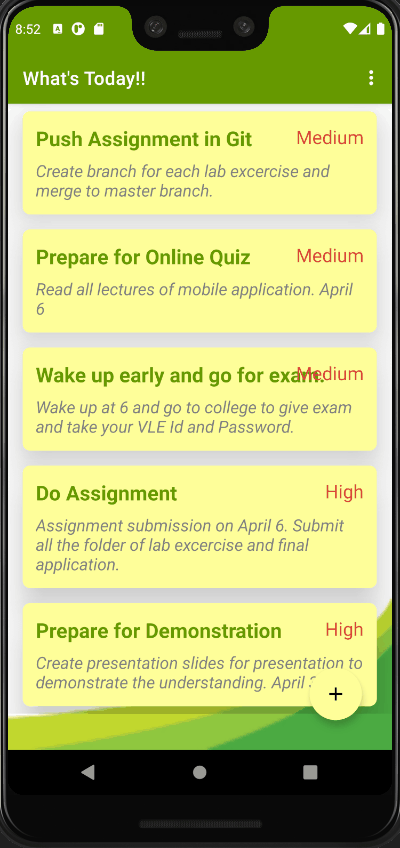 8:52
What's Today!!
Push Assignment in Git Medium
Create branch for each lab excercise and
merge to master branch.
Prepare for Online Quiz Medium
Read all lectures of mobile application. April
6
Wake up early and go for exam. Medium
Wake up at 6 and go to college to give exam
and take your VLE Id and Password.
Do Assignment High
Assignment submission on April 6. Submit
all the folder of lab excercise and final
application.
Prepare for Demonstration High
Create presentation slides for presentation to
demonstrate the understanding. April
+